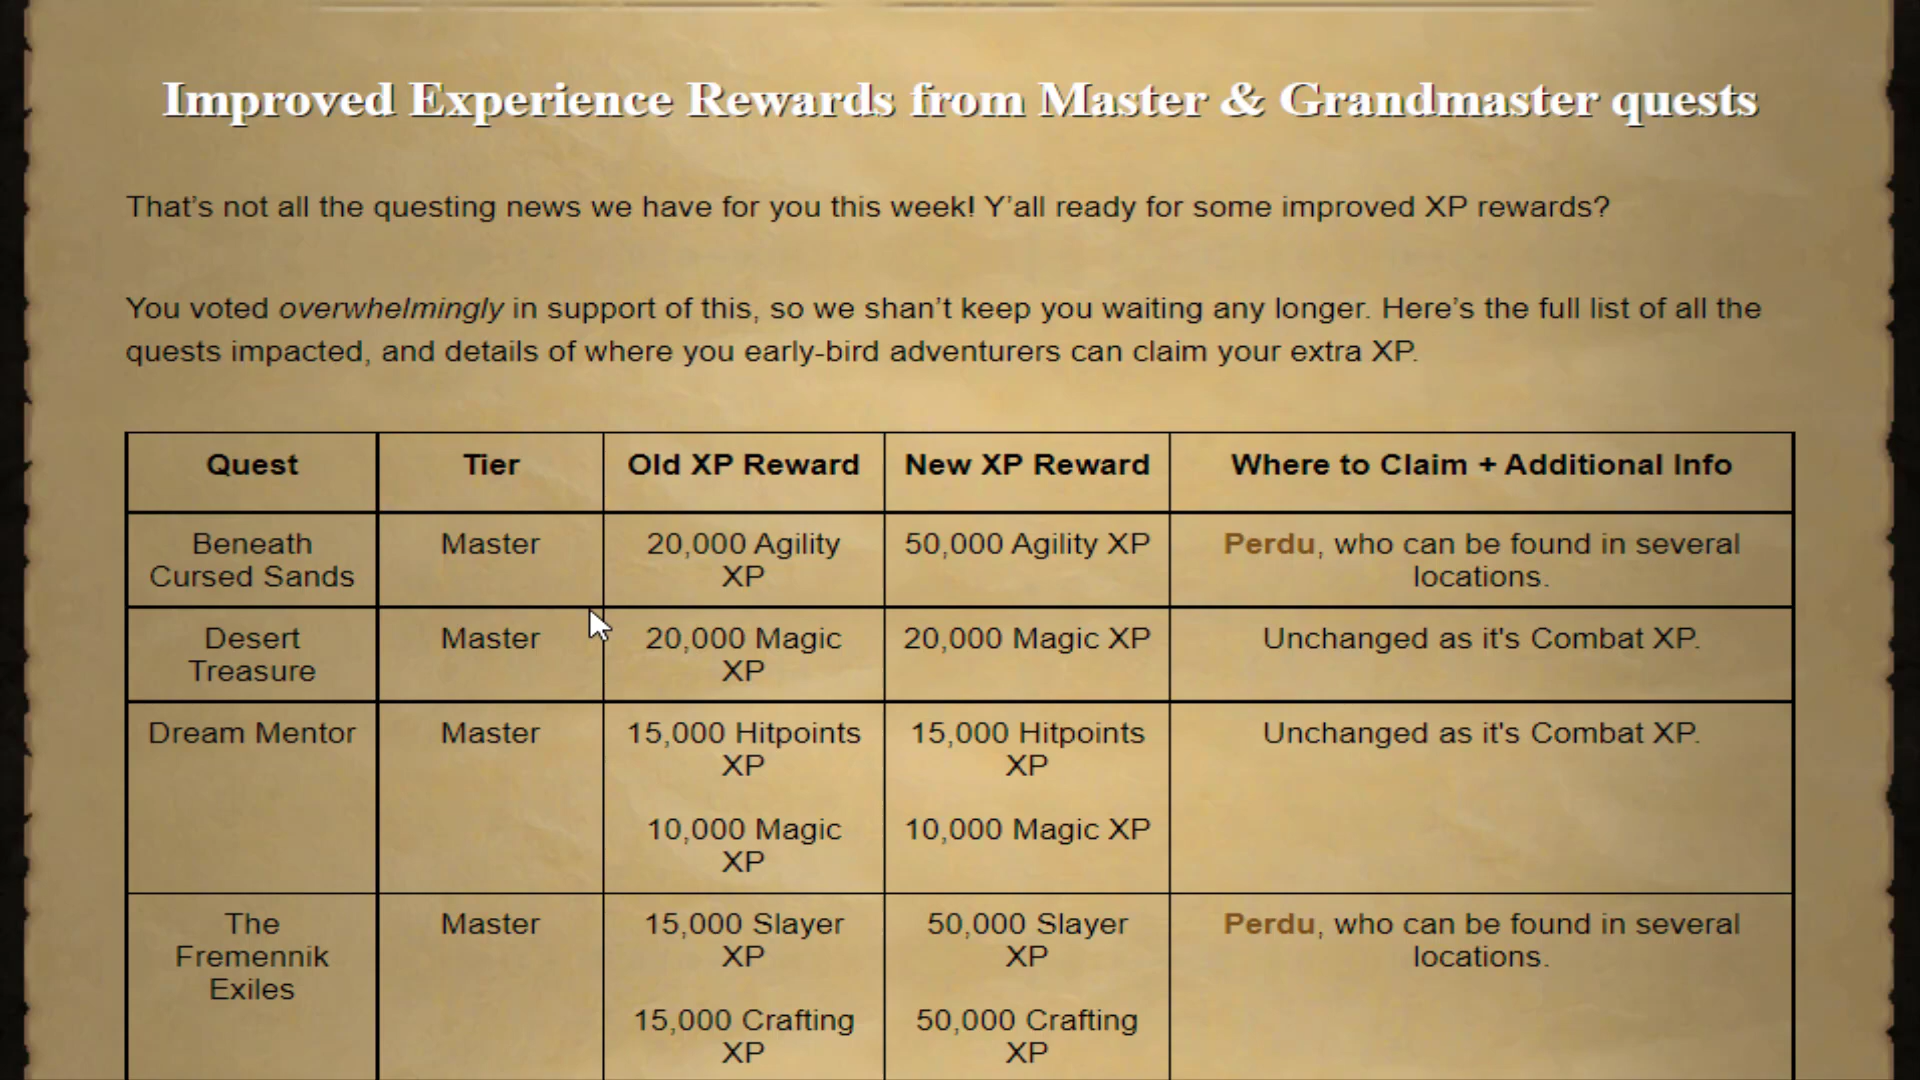 Improved Experience Rewards from Master & Grandmaster quests
That's not all the questing news we have for you this week! Y'all ready for some improved XP rewards?
You voted overwhelmingly in support of this, so we shan't keep you waiting any longer. Here's the full list of all the
quests impacted, and details of where you early-bird adventurers can claim your extra XP.
Quest Tier Old XP Reward New XP Reward Where to Claim + Additional Info
Beneath Master 20,000 Agility 50,000 Agility XP Perdu, who can be found in several
Cursed Sands XP locations.
Desert Master 20,000 Magic 20,000 Magic XP Unchanged as it's Combat XP.
Treasure XP
Dream Mentor Master 15,000 Hitpoints 15,000 Hitpoints Unchanged as it's Combat XP.
XP XP
10,000 Magic 10,000 Magic XP
XP
The Master 15,000 Slayer 50,000 Slayer Perdu, who can be found in several
Fremennik XP XP locations.
Exiles
15,000 Crafting 50,000 Crafting
XP XP